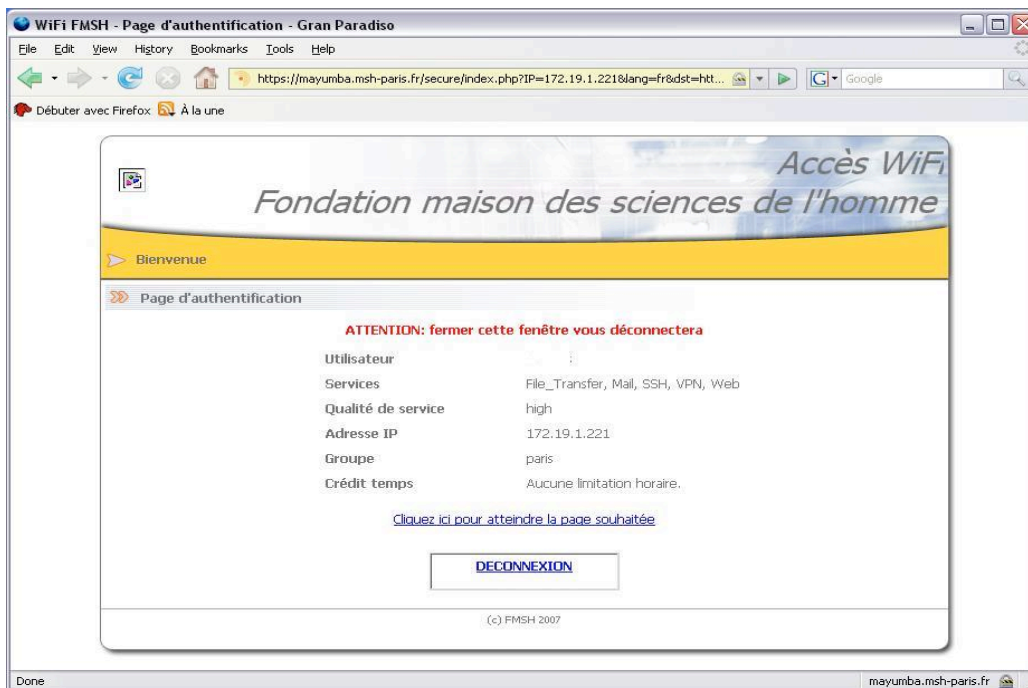 WiFi FMSH - Page d'authentification - Gran Paradiso
File Edit View History Bookmarks Tools Help
https://mayumba.msh-paris.fr/secure/index.php?IP=172.19.1.221&lang=fr&dst=htt... G Google
Débuter avec Firefox À la une
Accès WiFi
Fondation maison des sciences de l'homme
Bienvenue
Page d'authentification
ATTENTION: fermer cette fenêtre vous déconnectera
Utilisateur
Services File_Transfer, Mail, SSH, VPN, Web
Qualité de service high
Adresse IP 172.19.1.221
Groupe paris
Crédit temps Aucune limitation horaire.
Cliquez ici pour atteindre la page souhaitée
DECONNEXION
(c) FMSH 2007
Done mayumba.msh-paris.fr